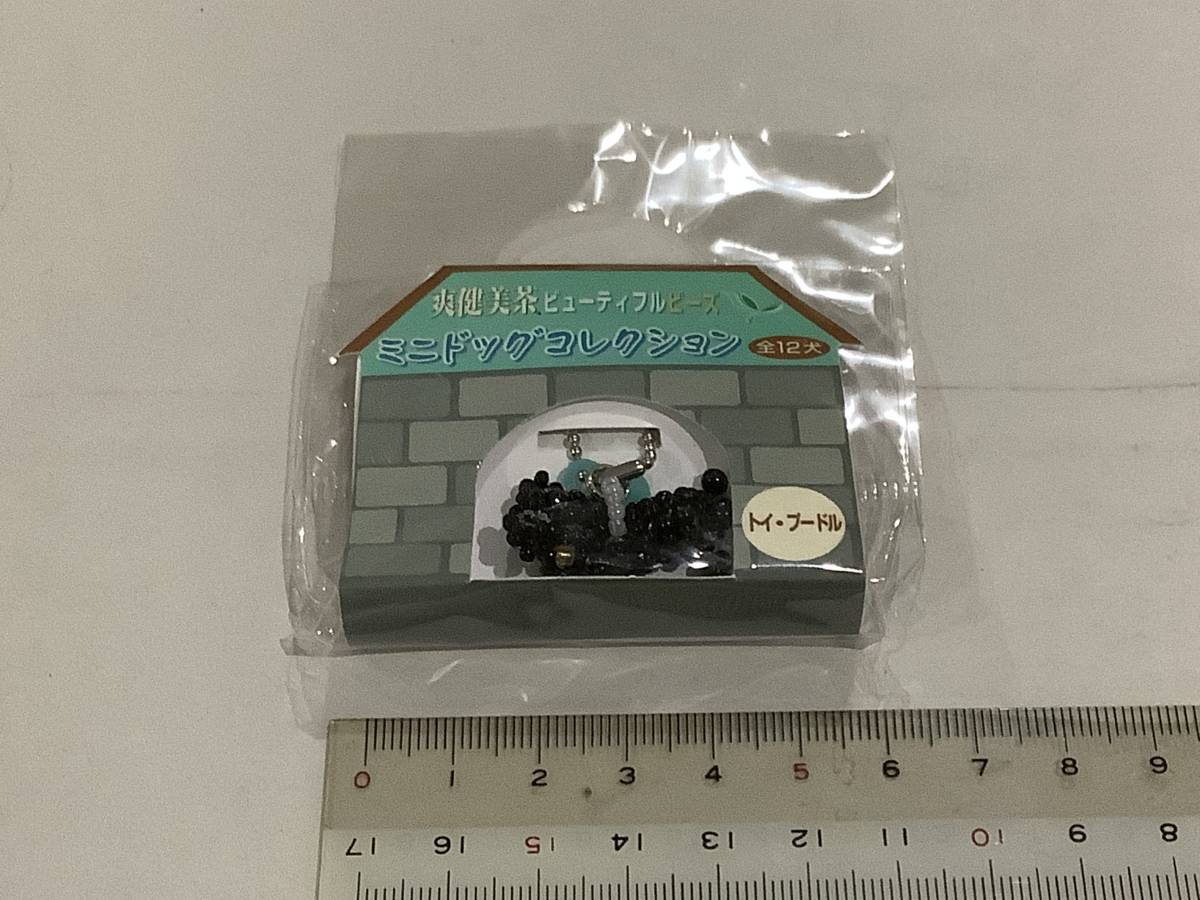 爽健美茶 ビューティフルビーズ
ミニドッグコレクション 全12犬
トイ・プードル
0 1 2 3 4 5 6 7 8 9
17 16 15 14 13 12 11 10 9 8